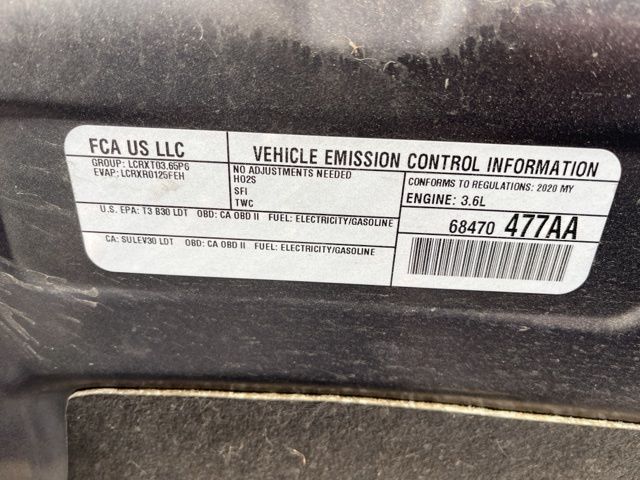 FCA US LLC
GROUP: LCRXT03.65P6
EVAP: LCRXR0125FEH
VEHICLE EMISSION CONTROL INFORMATION
NO ADJUSTMENTS NEEDED
HO2S
SFI
TWC
CONFORMS TO REGULATIONS: 2020 MY
ENGINE: 3.6L
U.S. EPA: T3 B30 LDT OBD: CA OBD II FUEL: ELECTRICITY/GASOLINE
CA: SULEV30 LDT OBD: CA OBD II FUEL: ELECTRICITY/GASOLINE
68470 477AA